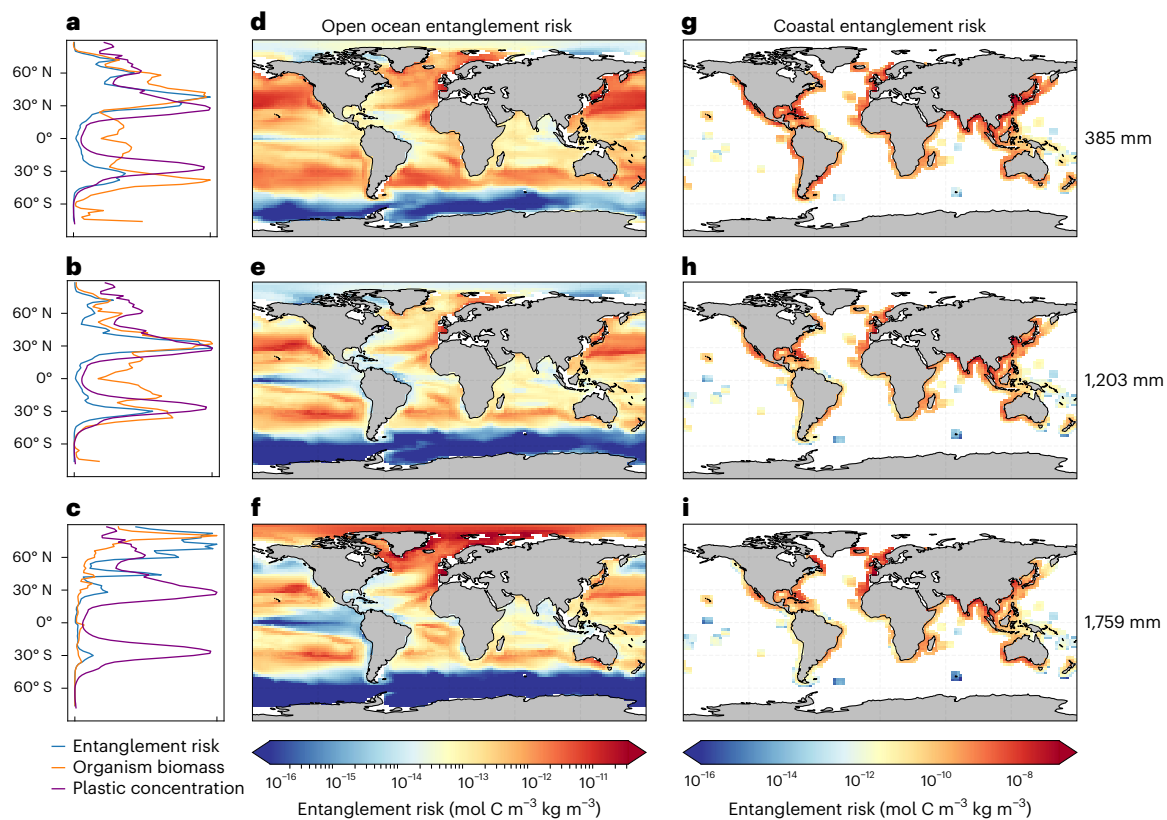 a
60° N
30° N
0°
30° S
60° S
d
Open ocean entanglement risk
g
Coastal entanglement risk
385 mm
b
60° N
30° N
0°
30° S
60° S
e
h
1,203 mm
c
60° N
30° N
0°
30° S
60° S
f
i
1,759 mm
Entanglement risk
Organism biomass
Plastic concentration
10⁻¹⁶ 10⁻¹⁵ 10⁻¹⁴ 10⁻¹³ 10⁻¹² 10⁻¹¹
Entanglement risk (mol C m⁻³ kg m⁻³)
10⁻¹⁶ 10⁻¹⁴ 10⁻¹² 10⁻¹⁰ 10⁻⁸
Entanglement risk (mol C m⁻³ kg m⁻³)